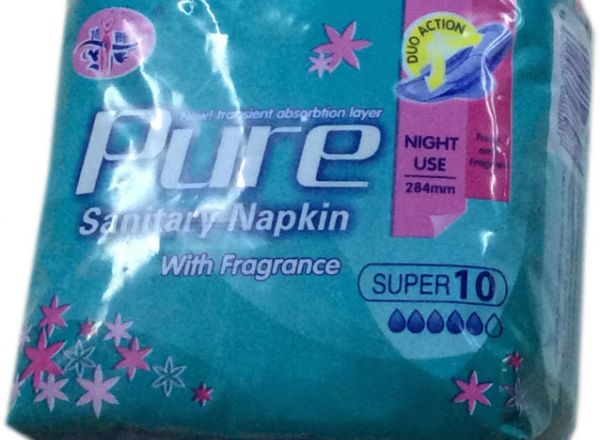 DUO ACTION
New! transient absorbtion layer
Pure
Sanitary Napkin
With Fragrance
NIGHT
USE
284mm
SUPER 10